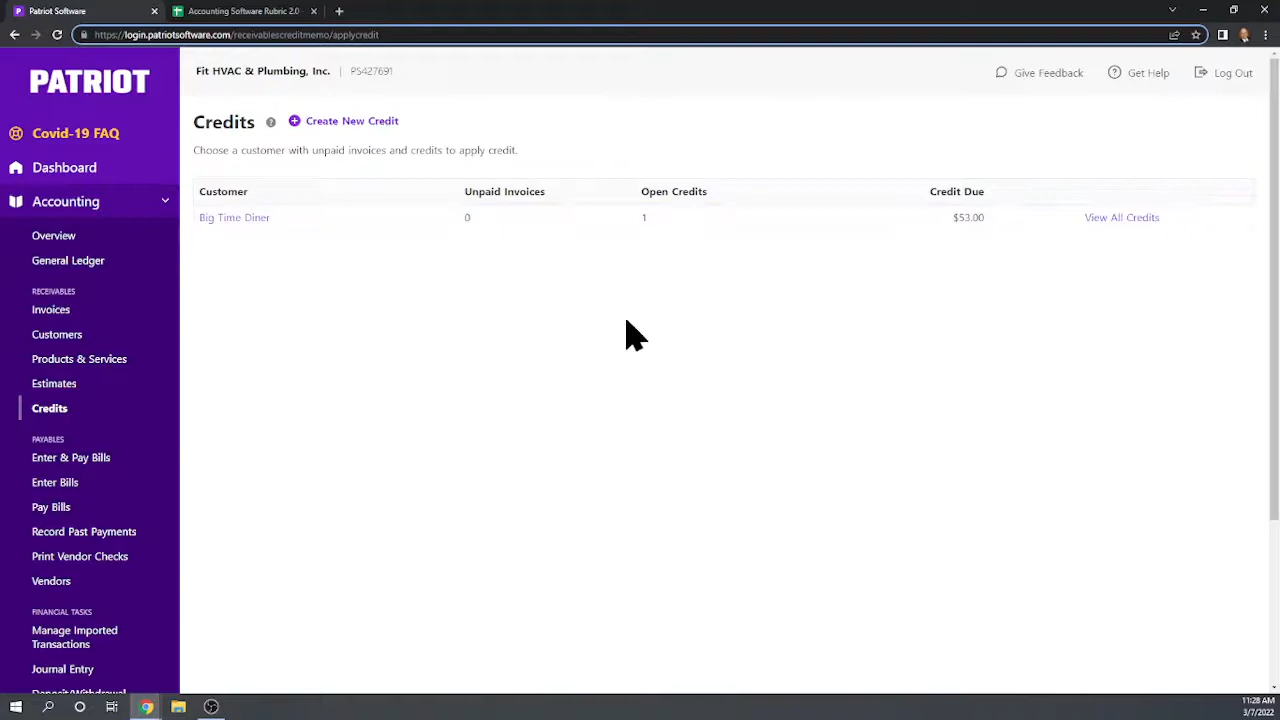 Patriot Software
Accounting Software Rubric 2.0 -
https://login.patriotsoftware.com/receivablescreditmemo/applycredit
PATRIOT
Covid-19 FAQ
Dashboard
Accounting
Overview
General Ledger
RECEIVABLES
Invoices
Customers
Products & Services
Estimates
Credits
PAYABLES
Enter & Pay Bills
Enter Bills
Pay Bills
Record Past Payments
Print Vendor Checks
Vendors
FINANCIAL TASKS
Manage Imported
Transactions
Journal Entry
Deposit/Withdrawal
Fit HVAC & Plumbing, Inc. | PS427691
Give Feedback Get Help Log Out
Credits Create New Credit
Choose a customer with unpaid invoices and credits to apply credit.
Customer Unpaid Invoices Open Credits Credit Due
Big Time Diner 0 1 $53.00 View All Credits
11:28 AM
3/7/2022